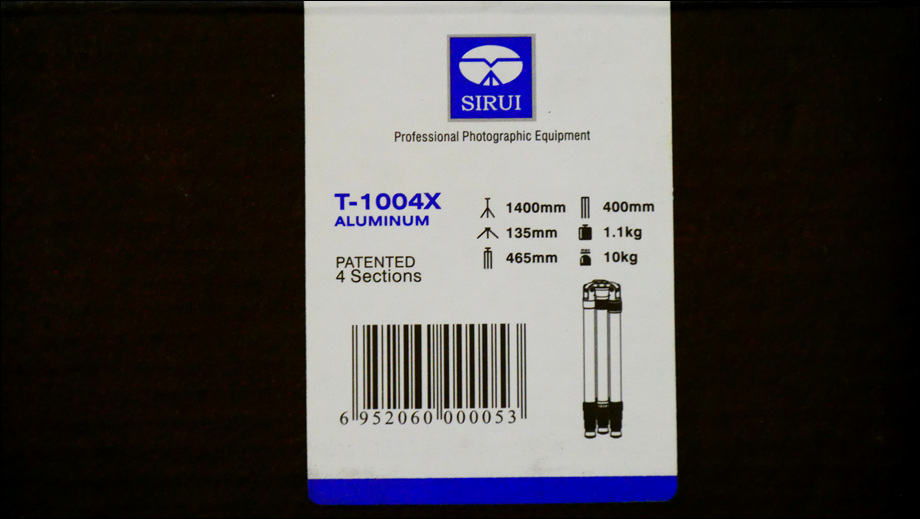 SIRUI
Professional Photographic Equipment
T-1004X
ALUMINUM
1400mm 400mm
135mm 1.1kg
465mm 10kg
PATENTED
4 Sections
6 952060 000053